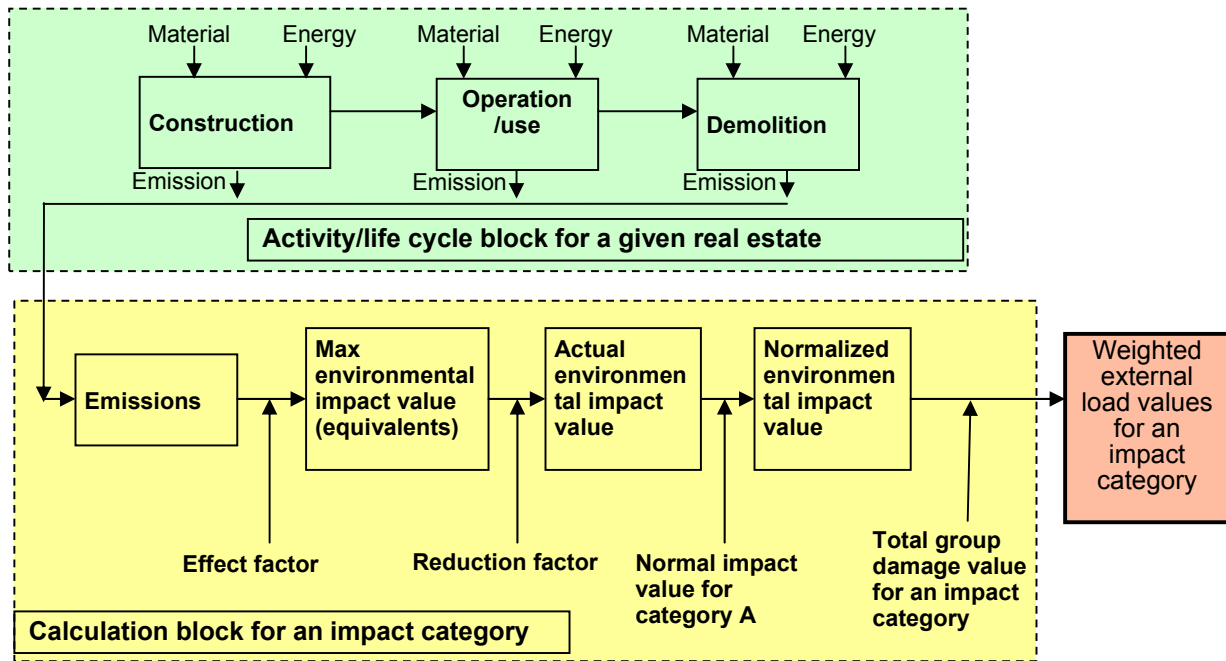 Material Energy Material Energy Material Energy
Construction
Operation
/use
Demolition
Emission Emission Emission
Activity/life cycle block for a given real estate
Emissions
Max
environmental
impact value
(equivalents)
Actual
environmen
tal impact
value
Normalized
environmen
tal impact
value
Weighted
external
load values
for an
impact
category
Effect factor
Reduction factor
Normal impact
value for
category A
Total group
damage value
for an impact
category
Calculation block for an impact category